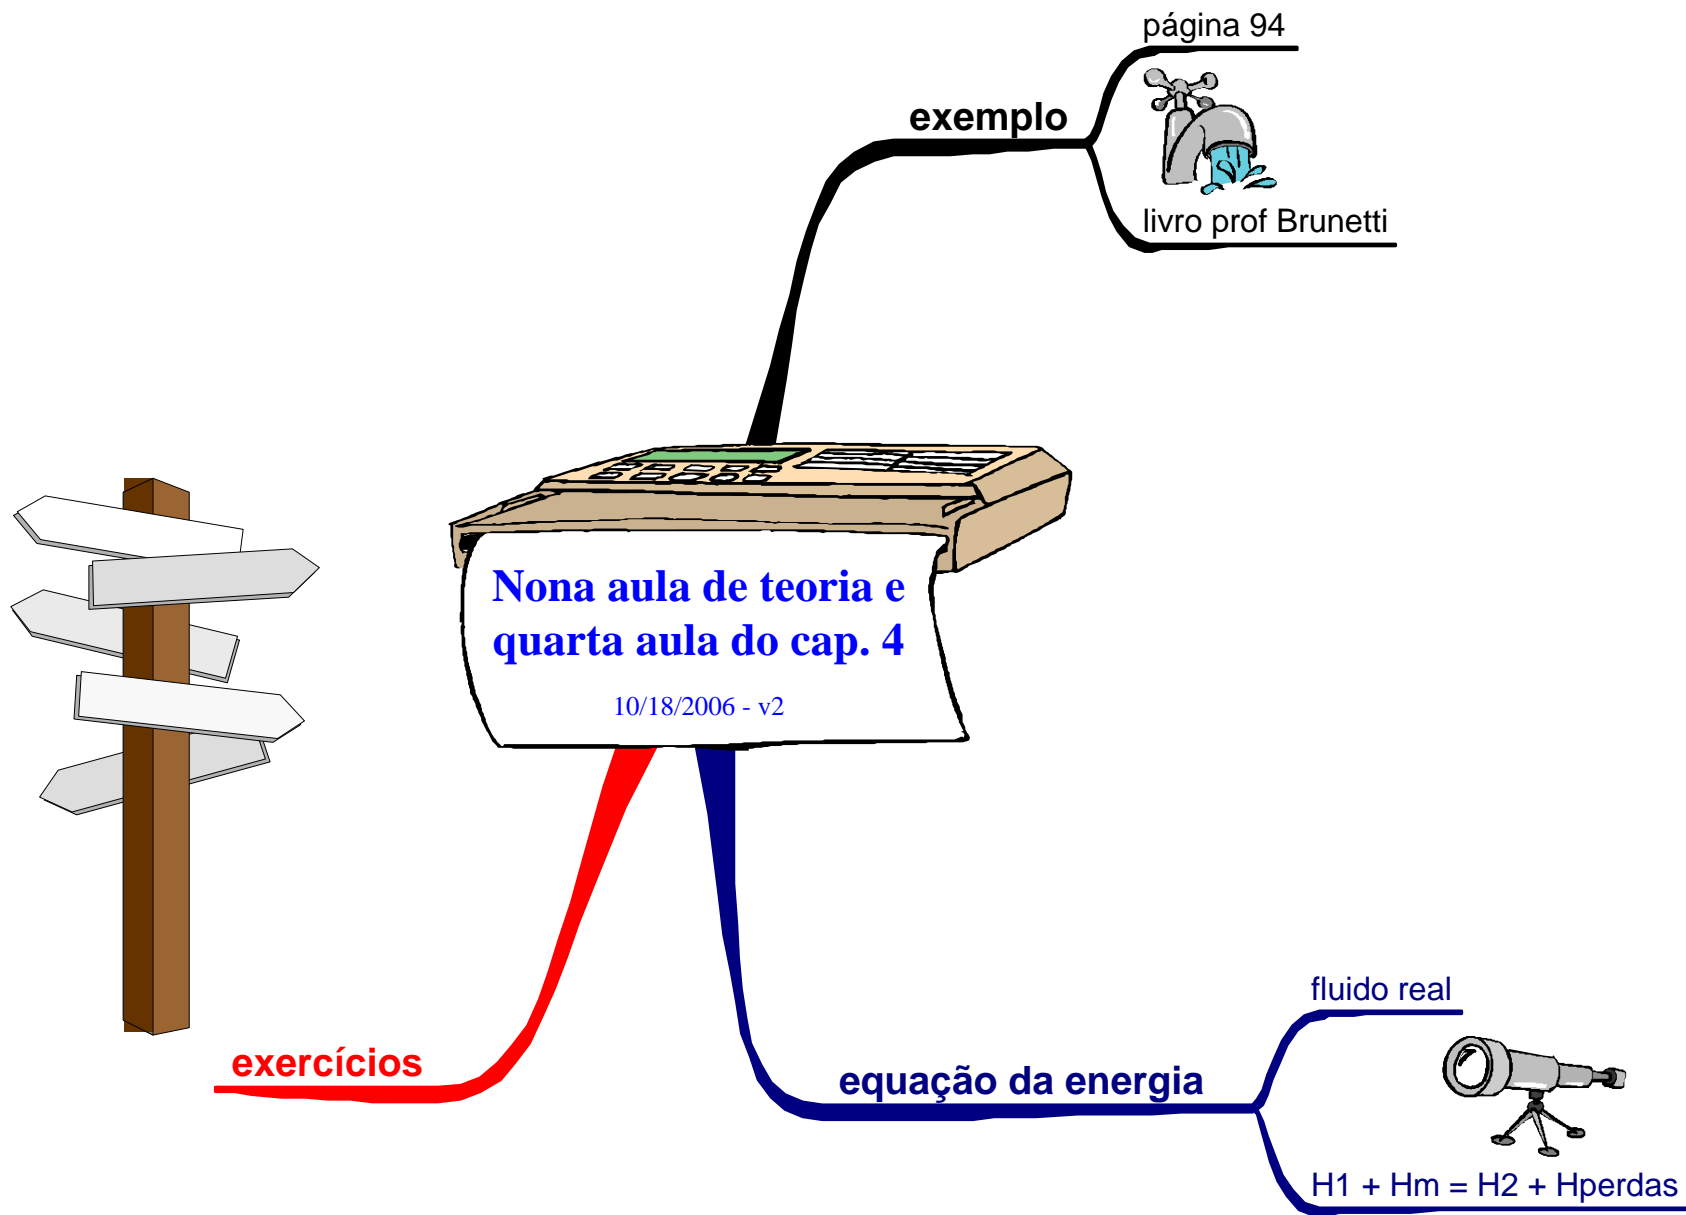 página 94
exemplo
livro prof Brunetti
Nona aula de teoria e
quarta aula do cap. 4
10/18/2006 - v2
fluido real
exercícios
equação da energia
H1 + Hm = H2 + Hperdas